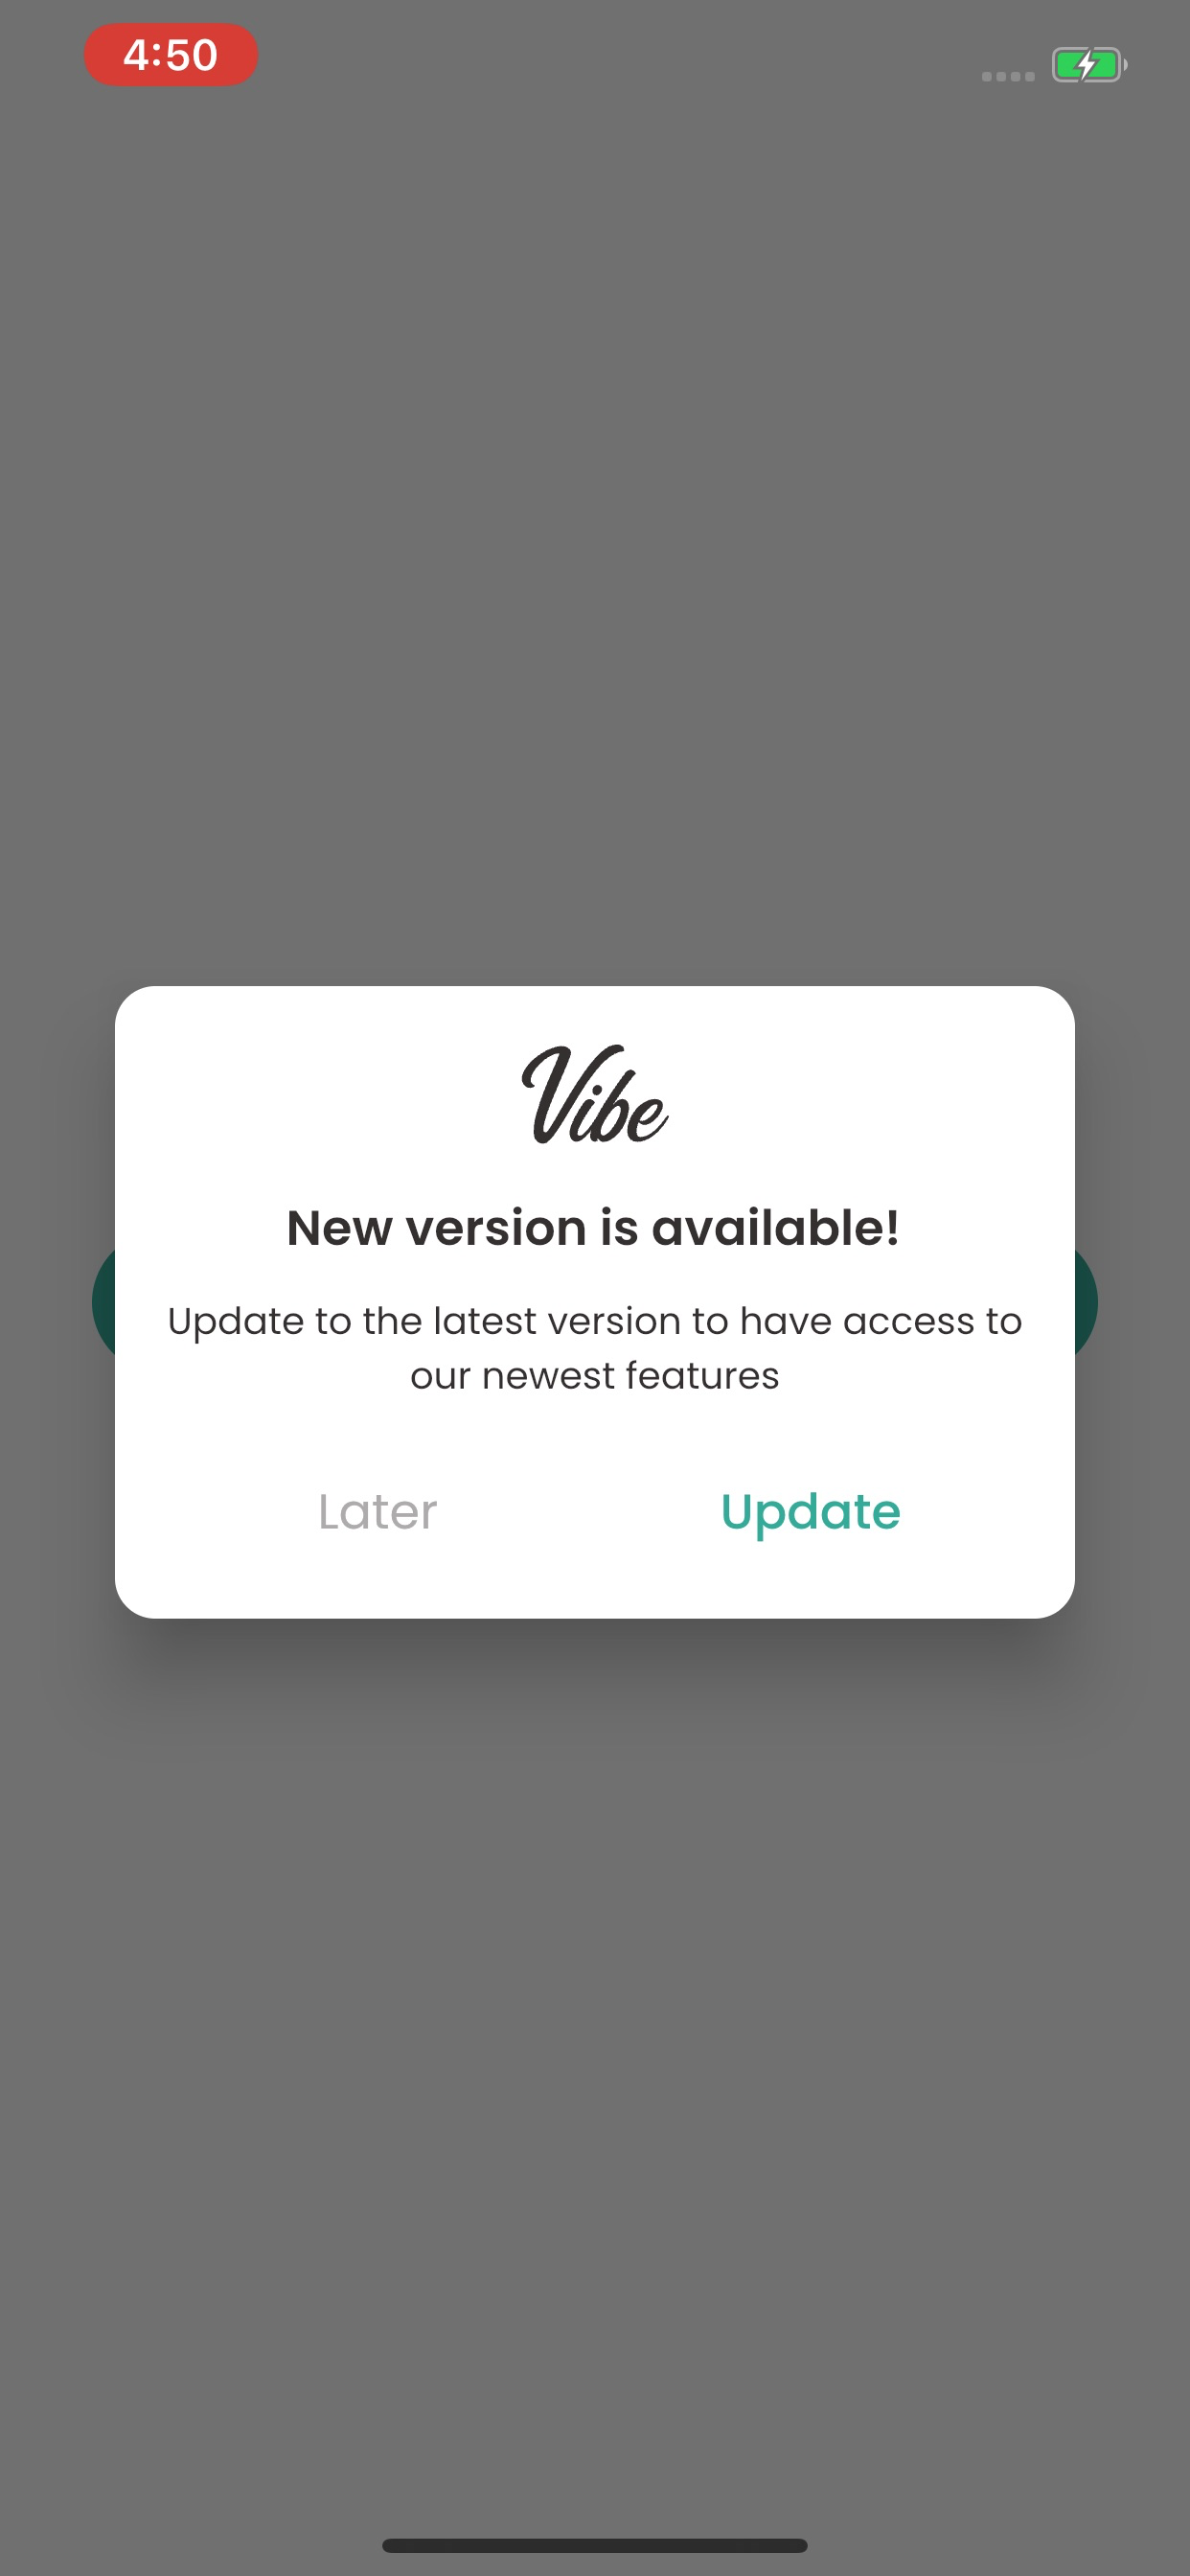 4:50
Vibe
New version is available!
Update to the latest version to have access to
our newest features
Later Update